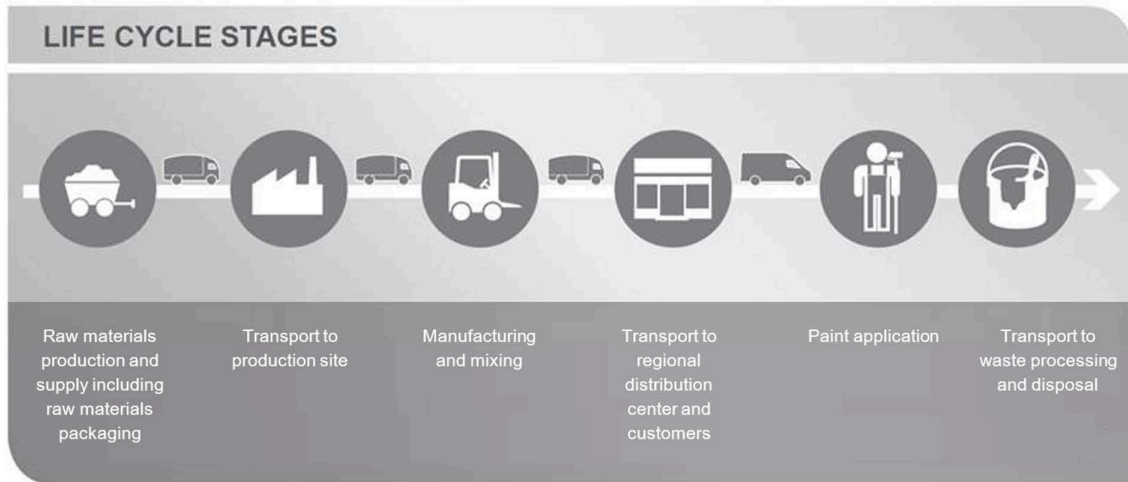 LIFE CYCLE STAGES
Raw materials
production and
supply including
raw materials
packaging
Transport to
production site
Manufacturing
and mixing
Transport to
regional
distribution
center and
customers
Paint application
Transport to
waste processing
and disposal